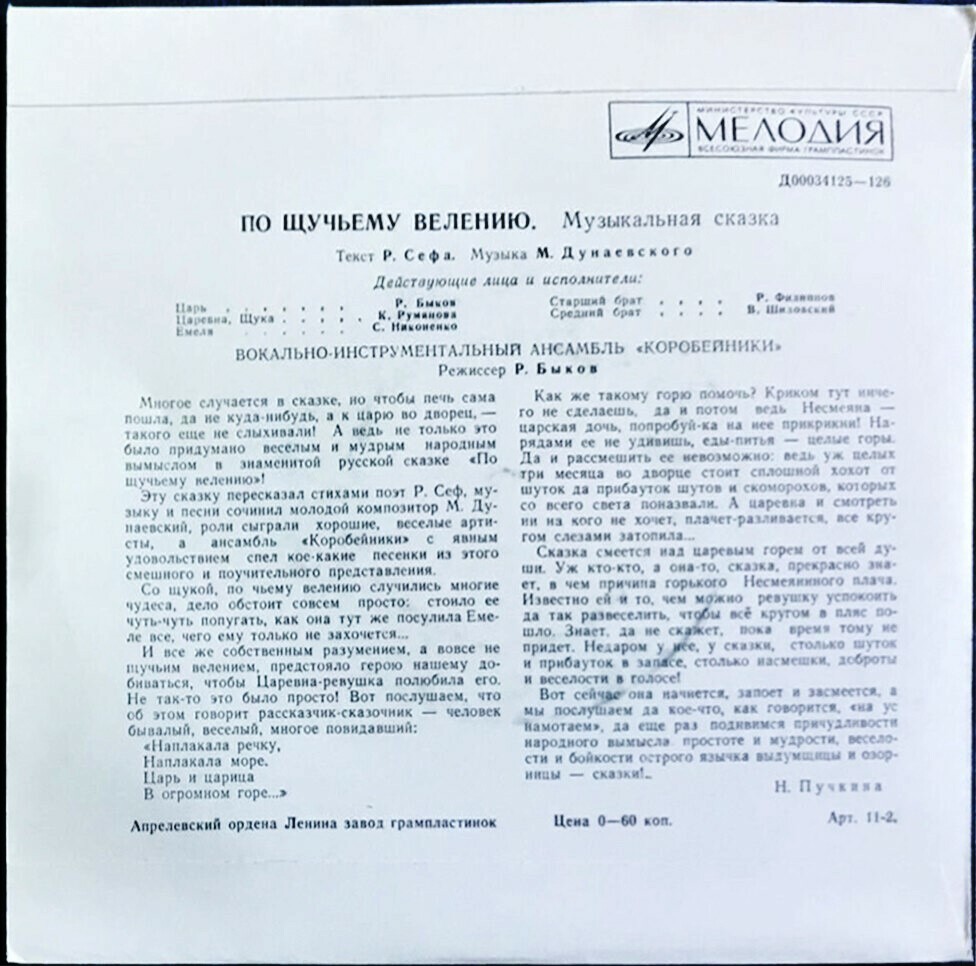 МИНИСТЕРСТВО КУЛЬТУРЫ СССР
МЕЛОДИЯ
ВСЕСОЮЗНАЯ ФИРМА ГРАМПЛАСТИНОК
Д00034125—126
ПО ЩУЧЬЕМУ ВЕЛЕНИЮ. Музыкальная сказка
Текст Р. Сефа. Музыка М. Дунаевского
Действующие лица и исполнители:
Царь . . . . . . . Р. Быков
Царевна, Щука . . . . . К. Румянова
Емеля . . . . . . С. Никоненко
Старший брат . . . . Р. Филиппов
Средний брат . . . . В. Шиловский
ВОКАЛЬНО-ИНСТРУМЕНТАЛЬНЫЙ АНСАМБЛЬ «КОРОБЕЙНИКИ»
Режиссер Р. Быков
Многое случается в сказке, но чтобы печь сама
пошла, да не куда-нибудь, а к царю во дворец, —
такого еще не слыхивали! А ведь не только это
было придумано веселым и мудрым народным
вымыслом в знаменитой русской сказке «По
щучьему велению»!
Эту сказку пересказал стихами поэт Р. Сеф, му-
зыку и песни сочинил молодой композитор М. Ду-
наевский, роли сыграли хорошие, веселые арти-
сты, а ансамбль «Коробейники» с явным
удовольствием спел кое-какие песенки из этого
смешного и поучительного представления.
Со щукой, по чьему велению случились многие
чудеса, дело обстоит совсем просто: стоило ее
чуть-чуть попугать, как она тут же посулила Еме-
ле все, чего ему только не захочется...
И все же собственным разумением, а вовсе не
щучьим велением, предстояло герою нашему до-
биваться, чтобы Царевна-ревушка полюбила его.
Не так-то это было просто! Вот послушаем, что
об этом говорит рассказчик-сказочник — человек
бывалый, веселый, многое повидавший:
«Наплакала речку,
Наплакала море.
Царь и царица
В огромном горе...»
Как же такому горю помочь? Криком тут ниче-
го не сделаешь, да и потом ведь Несмеяна —
царская дочь, попробуй-ка на нее прикрикни! На-
рядами ее не удивишь, еды-питья — целые горы.
Да и рассмешить ее невозможно: ведь уж целых
три месяца во дворце стоит сплошной хохот от
шуток да прибауток шутов и скоморохов, которых
со всего света поназвали. А царевна и смотреть
ни на кого не хочет, плачет-разливается, все кру-
гом слезами затопила...
Сказка смеется над царевым горем от всей ду-
ши. Уж кто-кто, а она-то, сказка, прекрасно зна-
ет, в чем причина горького Несмеяниного плача.
Известно ей и то, чем можно ревушку успокоить
да так развеселить, чтобы всё кругом в пляс по-
шло. Знает, да не скажет, пока время тому не
придет. Недаром у нее, у сказки, столько шуток
и прибауток в запасе, столько насмешки, доброты
и веселости в голосе!
Вот сейчас она начнется, запоет и засмеется, а
мы послушаем да кое-что, как говорится, «на ус
намотаем», да еще раз подивимся причудливости
народного вымысла, простоте и мудрости, весело-
сти и бойкости острого язычка выдумщицы и озор-
ницы — сказки!..
Н. Пучкина
Апрелевский ордена Ленина завод грампластинок
Цена 0—60 коп.
Арт. 11-2.